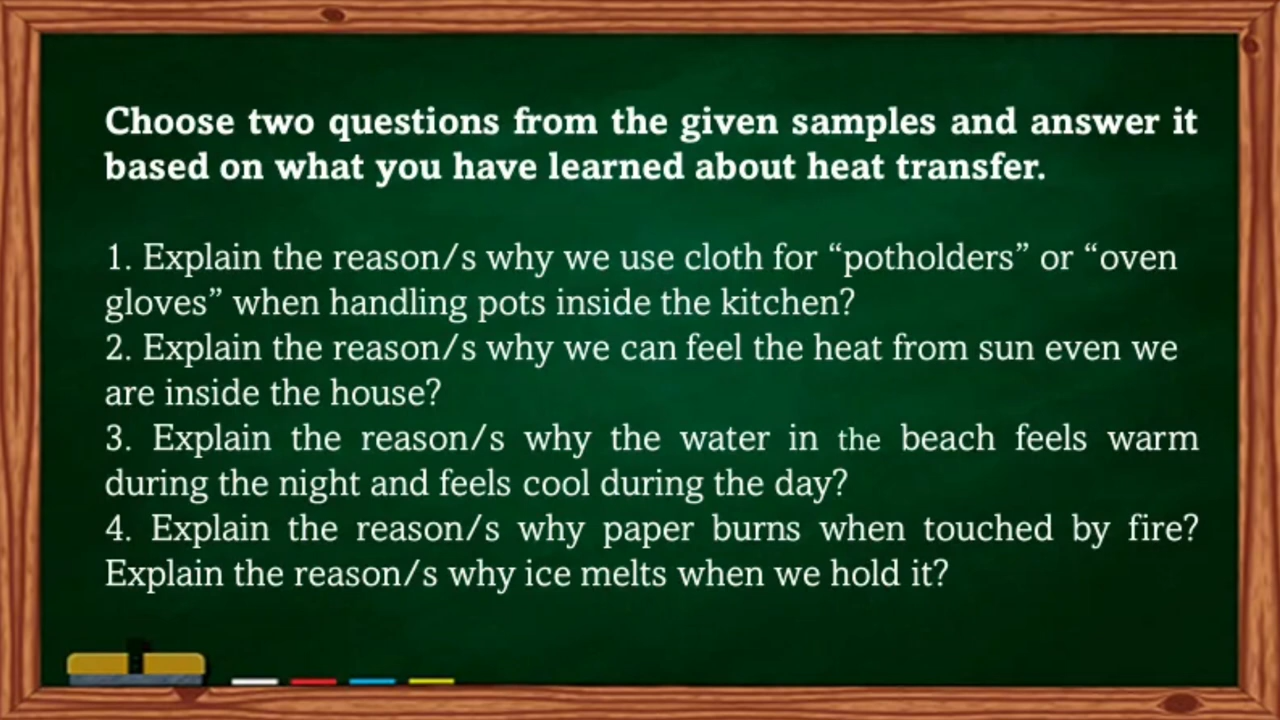 Choose two questions from the given samples and answer it
based on what you have learned about heat transfer.
1. Explain the reason/s why we use cloth for “potholders” or “oven
gloves” when handling pots inside the kitchen?
2. Explain the reason/s why we can feel the heat from sun even we
are inside the house?
3. Explain the reason/s why the water in the beach feels warm
during the night and feels cool during the day?
4. Explain the reason/s why paper burns when touched by fire?
Explain the reason/s why ice melts when we hold it?